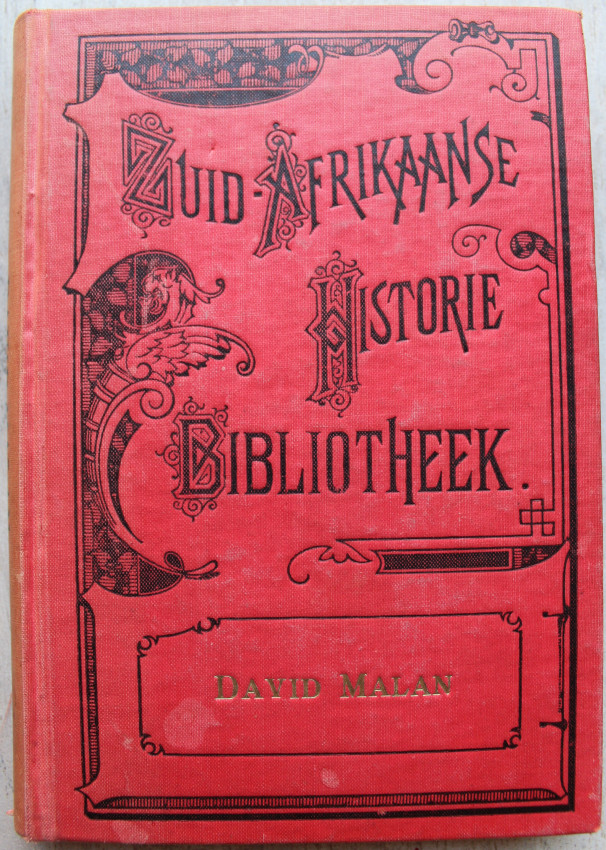 ZUID-AFRIKAANSE
HISTORIE
BIBLIOTHEEK.
DAVID MALAN